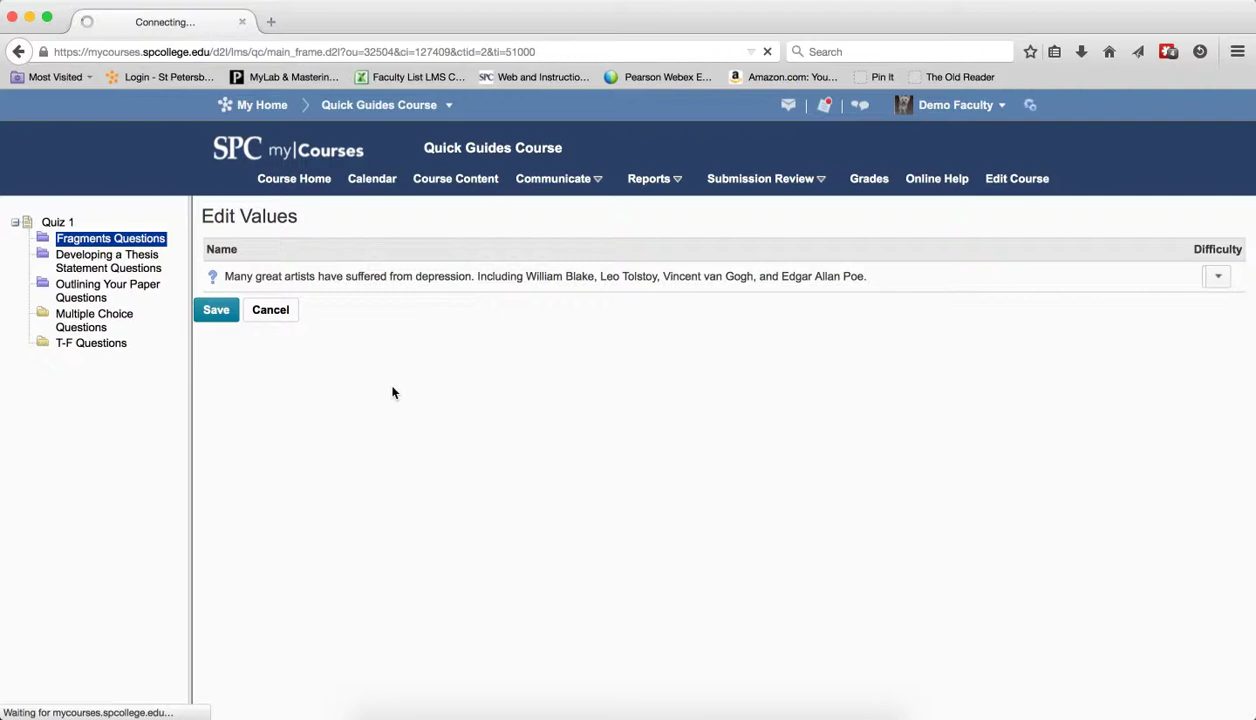 Connecting...
https://mycourses.spcollege.edu/d2l/lms/qc/main_frame.d2l?ou=32504&ci=127409&ctid=2&ti=51000
Search
Most Visited
Login - St Petersb...
MyLab & Masterin...
Faculty List LMS C...
SPC
Web and Instructio...
Pearson Webex E...
Amazon.com: You...
Pin It
The Old Reader
My Home
Quick Guides Course
Demo Faculty
SPC my|Courses
Quick Guides Course
Course Home
Calendar
Course Content
Communicate
Reports
Submission Review
Grades
Online Help
Edit Course
Quiz 1
Fragments Questions
Developing a Thesis
Statement Questions
Outlining Your Paper
Questions
Multiple Choice
Questions
T-F Questions
Edit Values
Name
Difficulty
Many great artists have suffered from depression. Including William Blake, Leo Tolstoy, Vincent van Gogh, and Edgar Allan Poe.
Save
Cancel
Waiting for mycourses.spcollege.edu...